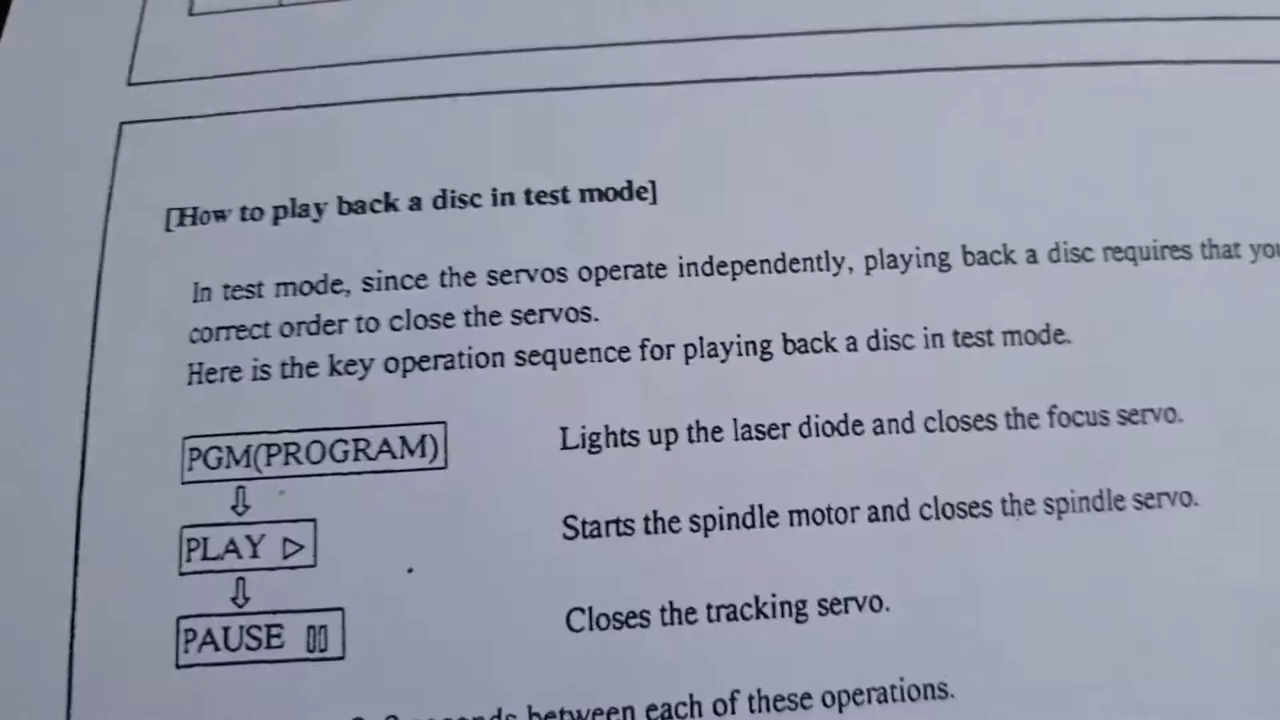 [How to play back a disc in test mode]
In test mode, since the servos operate independently, playing back a disc requires that
correct order to close the servos.
Here is the key operation sequence for playing back a disc in test mode.
PGM(PROGRAM) Lights up the laser diode and closes the focus servo.
⇩
PLAY ▷ Starts the spindle motor and closes the spindle servo.
⇩
PAUSE Closes the tracking servo.
between each of these operations.